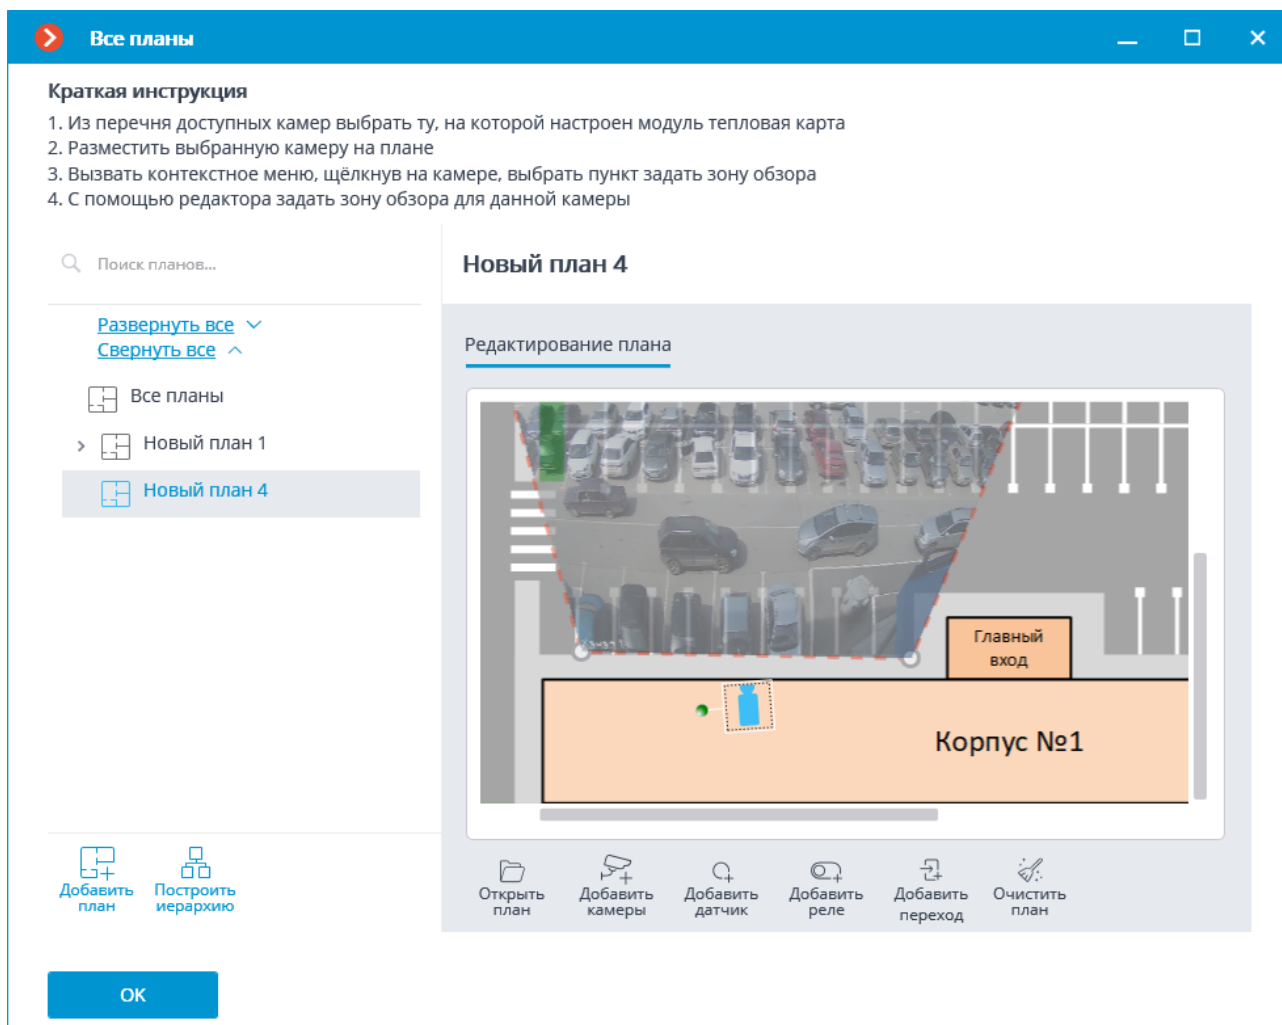 Все планы
Краткая инструкция
1. Из перечня доступных камер выбрать ту, на которой настроен модуль тепловая карта
2. Разместить выбранную камеру на плане
3. Вызвать контекстное меню, щёлкнув на камере, выбрать пункт задать зону обзора
4. С помощью редактора задать зону обзора для данной камеры
Поиск планов...
Развернуть все
Свернуть все
Все планы
Новый план 1
Новый план 4
Добавить
план
Построить
иерархию
Новый план 4
Редактирование плана
Главный
вход
Корпус №1
Открыть
план
Добавить
камеры
Добавить
датчик
Добавить
реле
Добавить
переход
Очистить
план
ОК